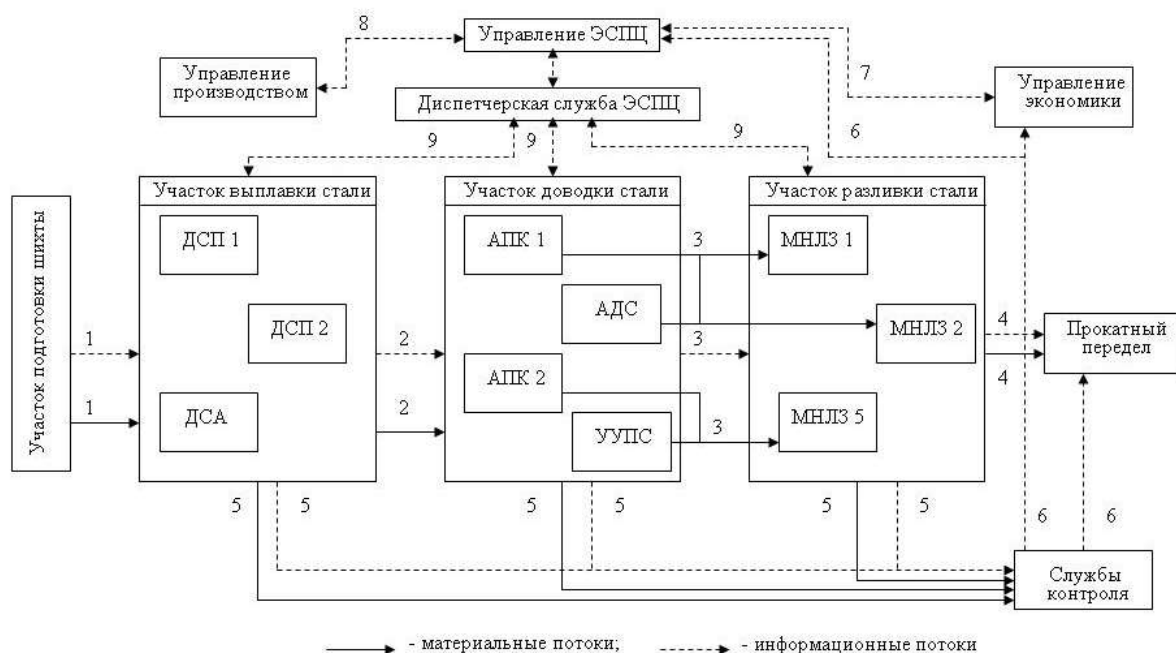 8
Управление ЭСПЦ
7
Управление
производством
Управление
экономики
Диспетчерская служба ЭСПЦ
9
9
9
6
Участок подготовки шихты
Участок выплавки стали
Участок доводки стали
Участок разливки стали
ДСП 1
АПК 1
3
МНЛЗ 1
ДСП 2
АДС
МНЛЗ 2
1
2
3
4
Прокатный
передел
АПК 2
4
1
ДСА
2
УУПС
3
МНЛЗ 5
5
5
5
5
5
5
6
6
Службы
контроля
- материальные потоки;
- информационные потоки